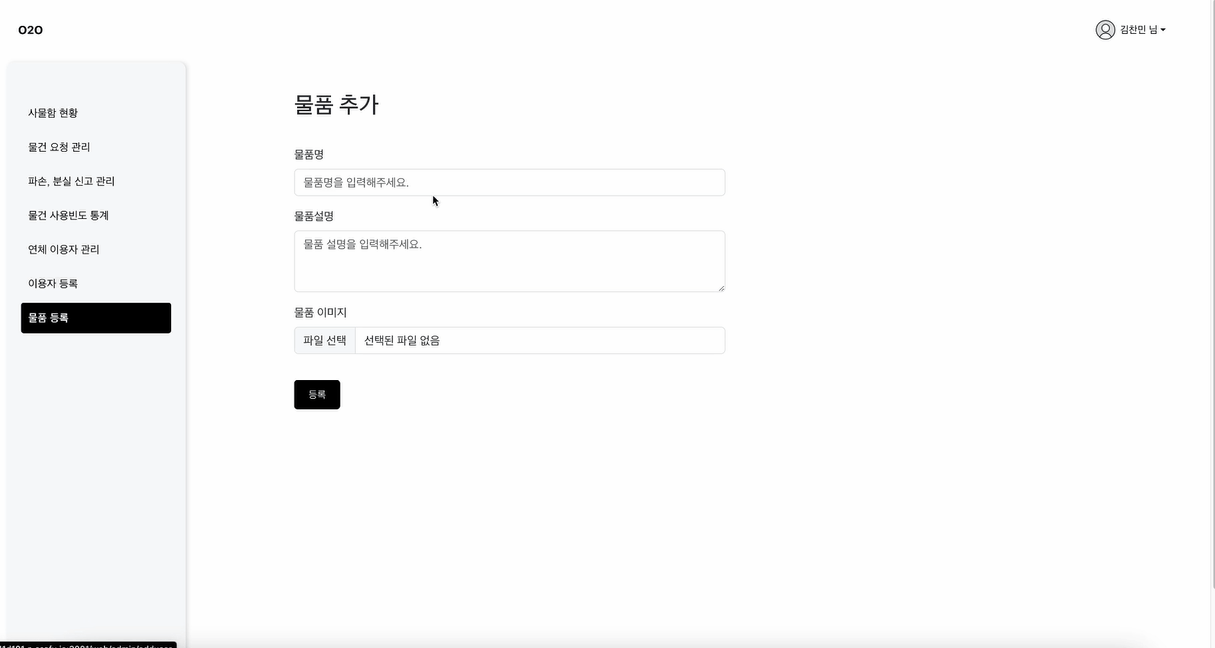 O2O
김찬민 님
사물함 현황
물건 요청 관리
파손, 분실 신고 관리
물건 사용빈도 통계
연체 이용자 관리
이용자 등록
물품 등록
물품 추가
물품명
물품명을 입력해주세요.
물품설명
물품 설명을 입력해주세요.
물품 이미지
파일 선택 선택된 파일 없음
등록